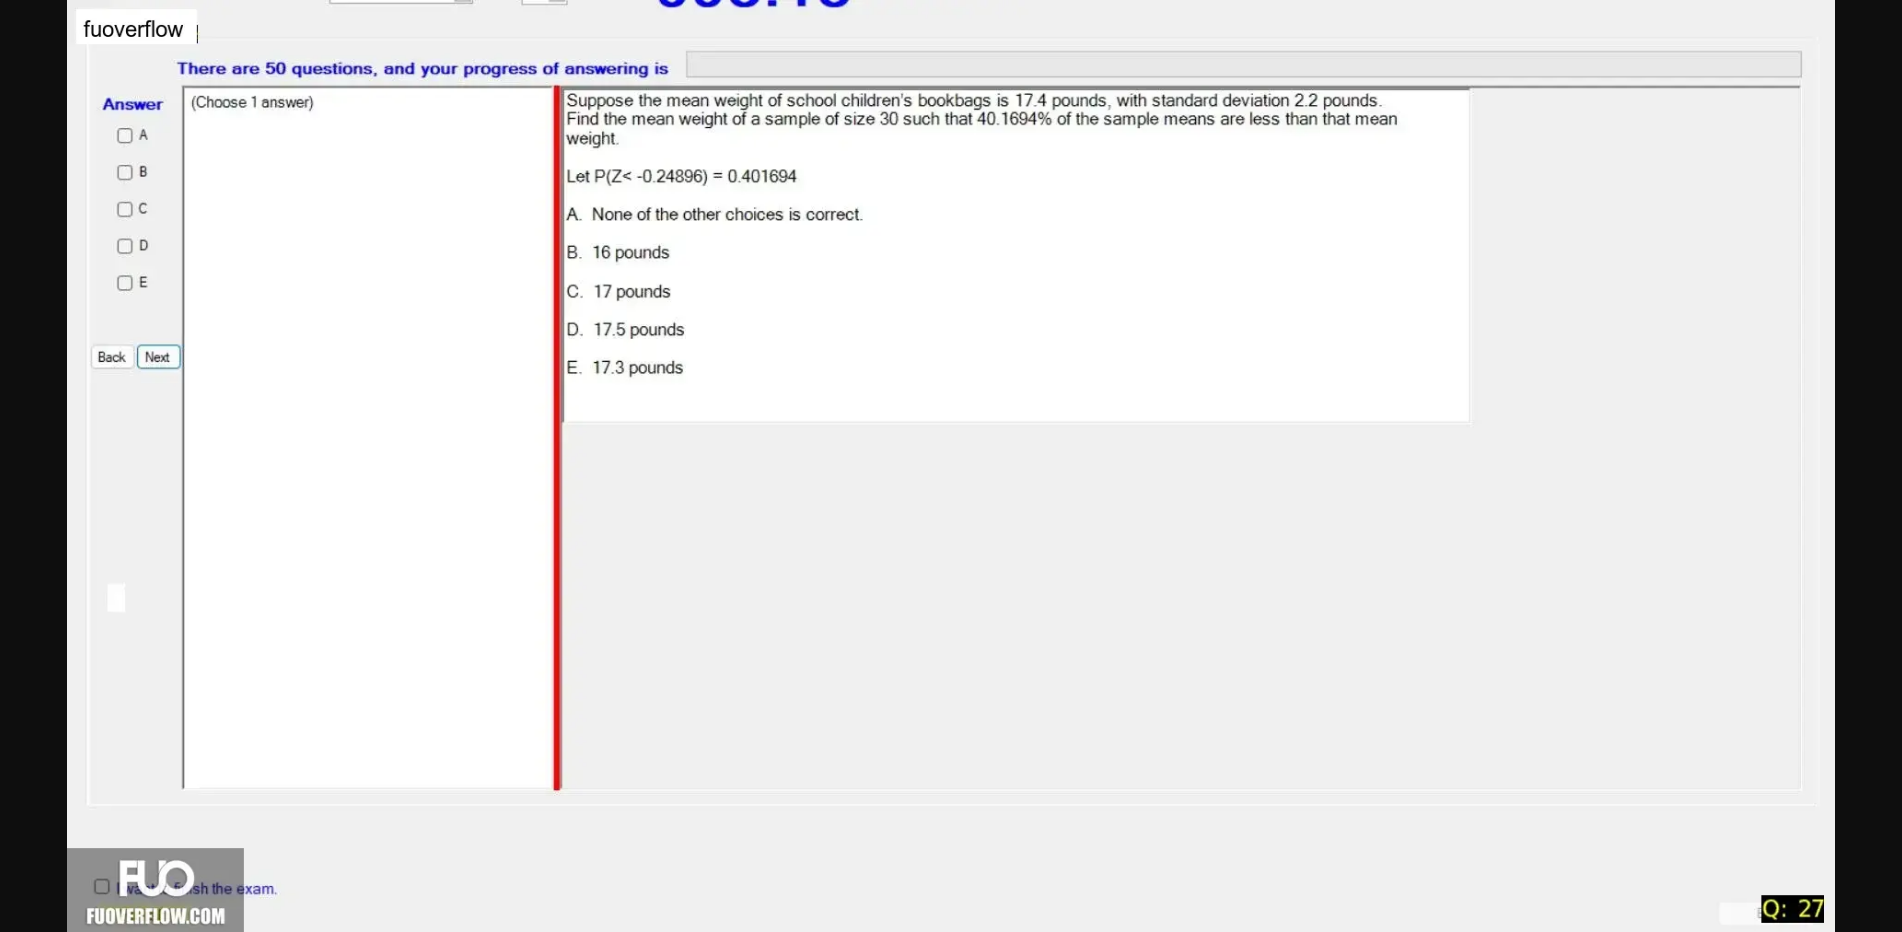 fuoverflow
There are 50 questions, and your progress of answering is
Answer
(Choose 1 answer)
A
B
C
D
E
Back Next
Suppose the mean weight of school children's bookbags is 17.4 pounds, with standard deviation 2.2 pounds.
Find the mean weight of a sample of size 30 such that 40.1694% of the sample means are less than that mean
weight.
Let P(Z< -0.24896) = 0.401694
A. None of the other choices is correct.
B. 16 pounds
C. 17 pounds
D. 17.5 pounds
E. 17.3 pounds
FUO
the exam.
FUOVERFLOW.COM
Q: 27